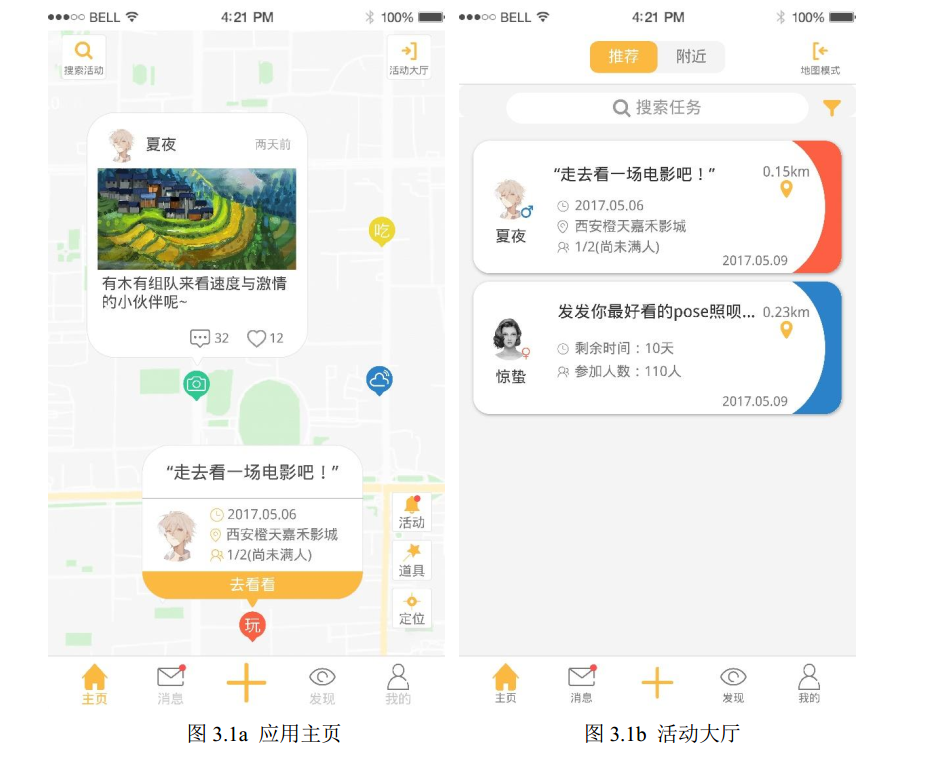 BELL 4:21 PM 100%
搜索活动
活动大厅
夏夜 两天前
有木有组队来看速度与激情
的小伙伴呢~
32 12
吃
“走去看一场电影吧！”
2017.05.06
西安橙天嘉禾影城
1/2(尚未满人)
去看看
玩
活动
道具
定位
主页 消息 发现 我的
图 3.1a 应用主页
BELL 4:21 PM 100%
推荐 附近
地图模式
搜索任务
“走去看一场电影吧！” 0.15km
2017.05.06
西安橙天嘉禾影城
夏夜
1/2(尚未满人)
2017.05.09
发发你最好看的pose照呗... 0.23km
剩余时间：10天
惊蛰
参加人数：110人
2017.05.09
主页 消息 发现 我的
图 3.1b 活动大厅